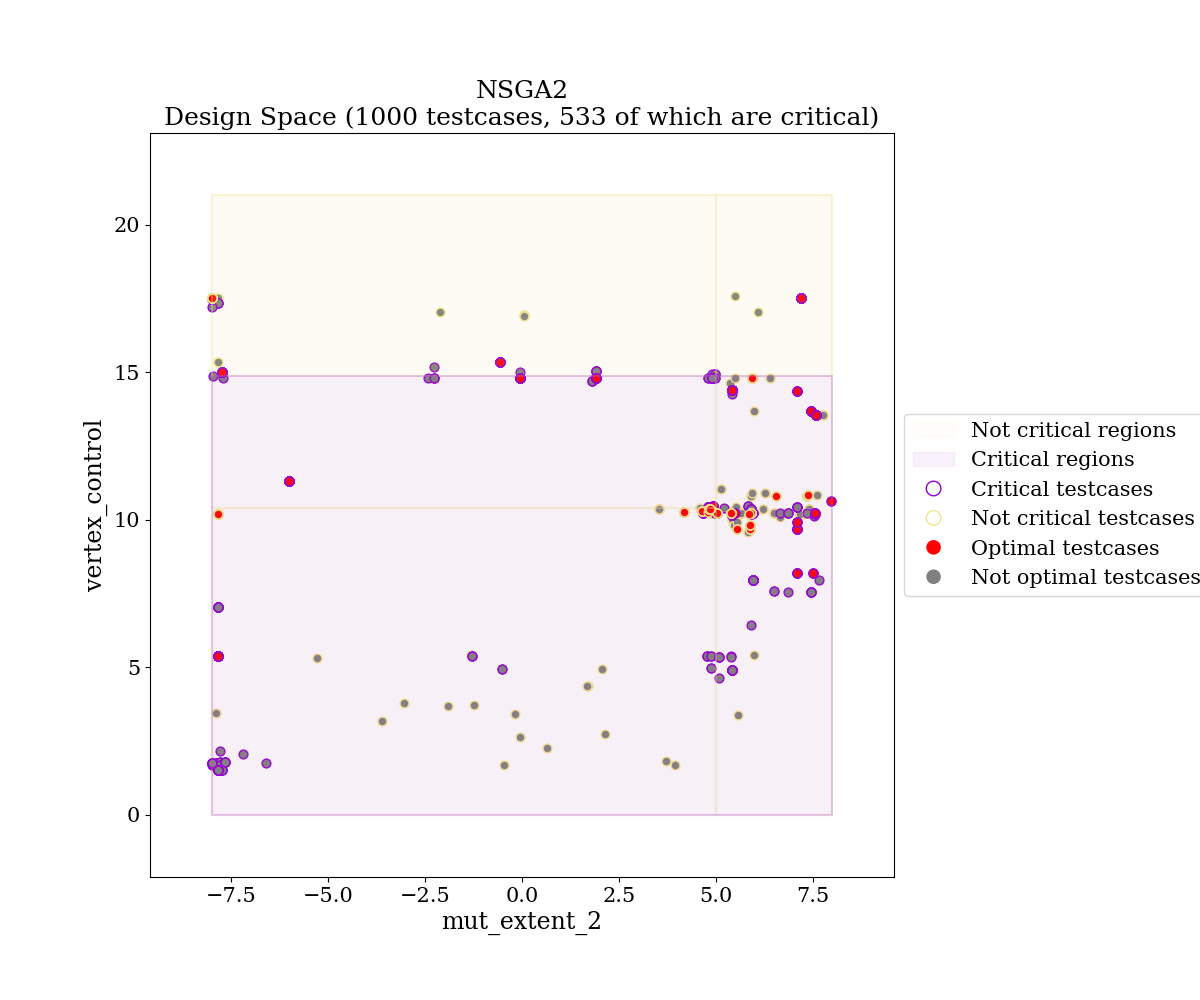 NSGA2
Design Space (1000 testcases, 533 of which are critical)
vertex_control
20
15
10
5
0
−7.5 −5.0 −2.5 0.0 2.5 5.0 7.5
mut_extent_2
Not critical regions
Critical regions
Critical testcases
Not critical testcases
Optimal testcases
Not optimal testcases